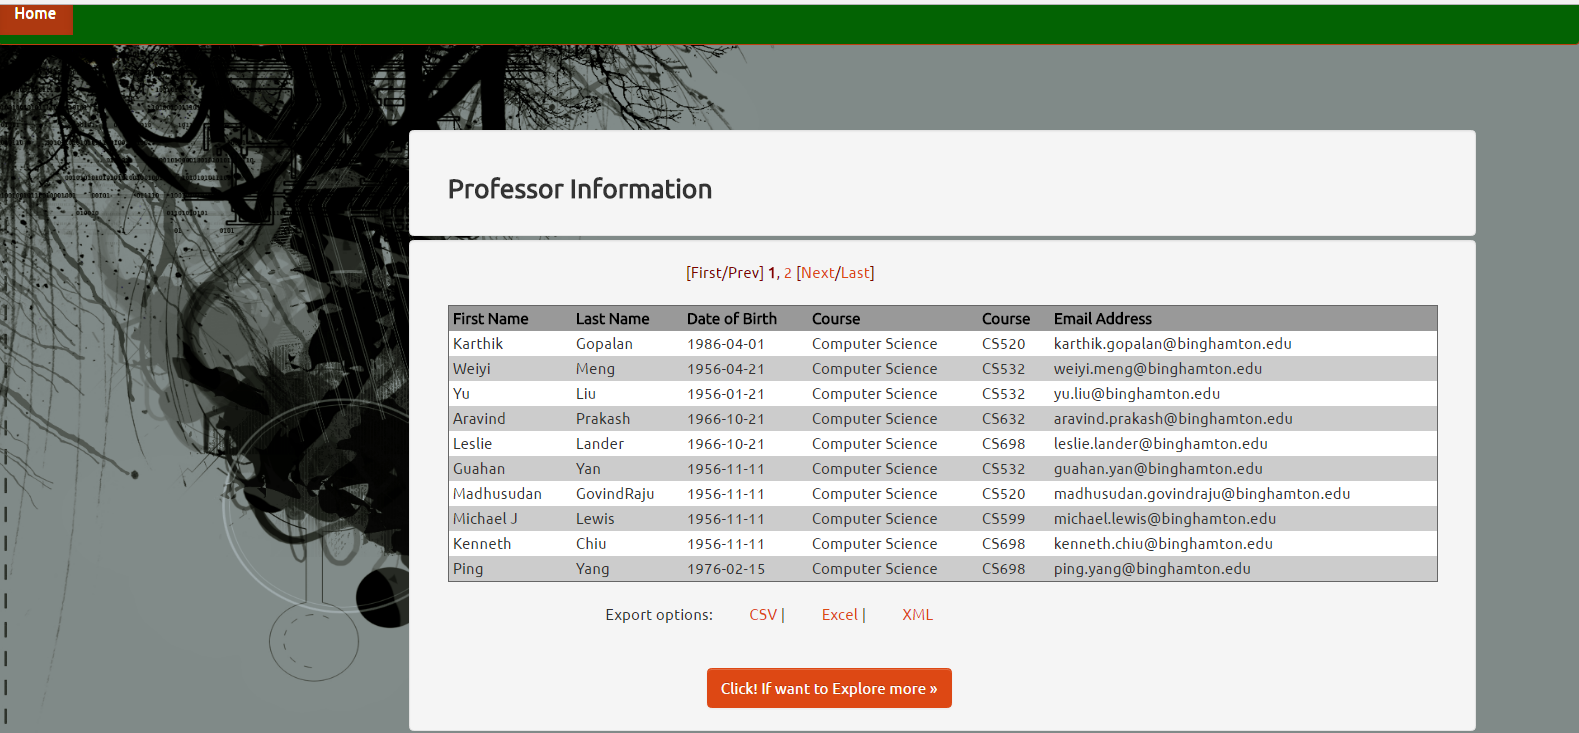 Home
Professor Information
[First/Prev] 1, 2 [Next/Last]
First Name Last Name Date of Birth Course Course Email Address
Karthik Gopalan 1986-04-01 Computer Science CS520 karthik.gopalan@binghamton.edu
Weiyi Meng 1956-04-21 Computer Science CS532 weiyi.meng@binghamton.edu
Yu Liu 1956-01-21 Computer Science CS532 yu.liu@binghamton.edu
Aravind Prakash 1966-10-21 Computer Science CS632 aravind.prakash@binghamton.edu
Leslie Lander 1966-10-21 Computer Science CS698 leslie.lander@binghamton.edu
Guahan Yan 1956-11-11 Computer Science CS532 guahan.yan@binghamton.edu
Madhusudan GovindRaju 1956-11-11 Computer Science CS520 madhusudan.govindraju@binghamton.edu
Michael J Lewis 1956-11-11 Computer Science CS599 michael.lewis@binghamton.edu
Kenneth Chiu 1956-11-11 Computer Science CS698 kenneth.chiu@binghamton.edu
Ping Yang 1976-02-15 Computer Science CS698 ping.yang@binghamton.edu
Export options: CSV | Excel | XML
Click! If want to Explore more »